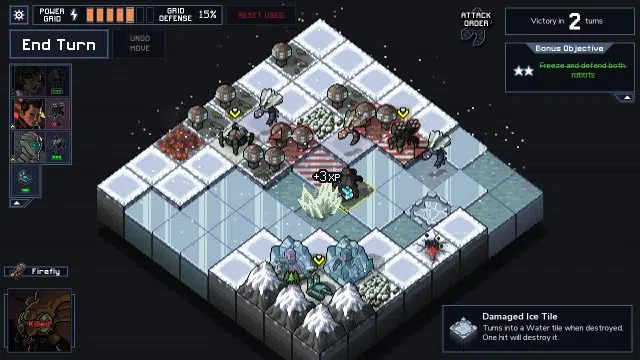 POWER GRID
GRID DEFENSE 15%
RESET USED
End Turn
UNDO MOVE
ATTACK ORDER
Victory in 2 turns
Bonus Objective
Freeze and defend both robots
+3 XP
Firefly
Killed
Damaged Ice Tile
Turns into a Water tile when destroyed.
One hit will destroy it.